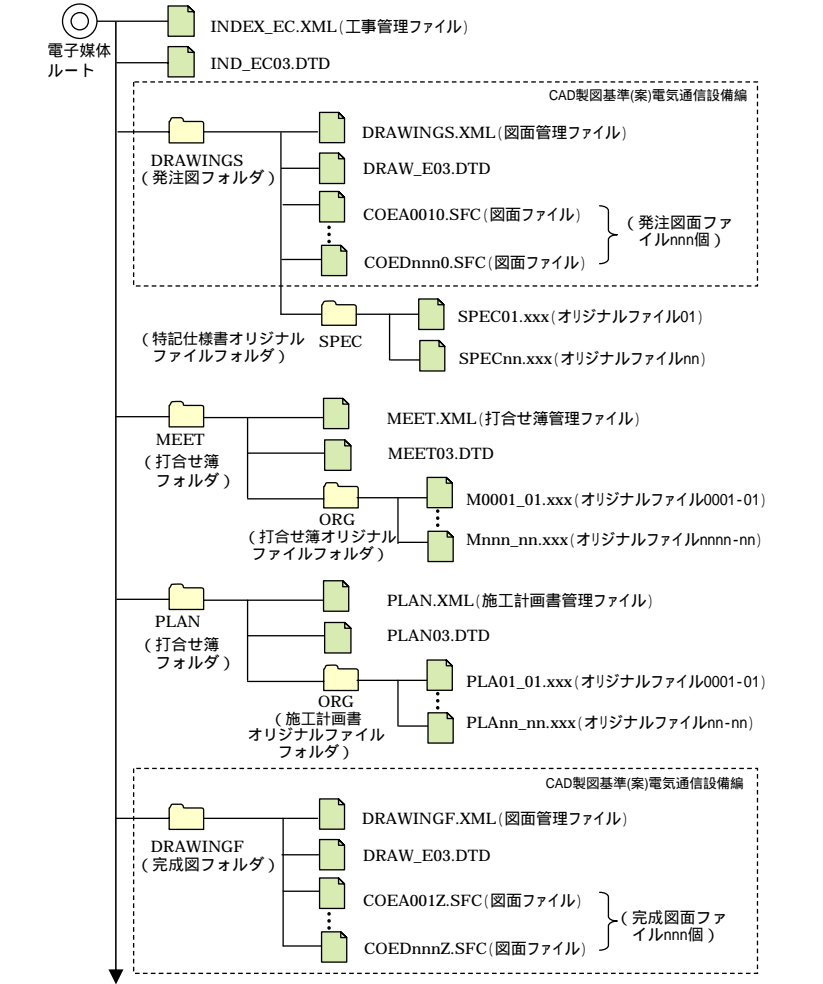 INDEX_EC.XML(工事管理ファイル)
電子媒体
ルート
IND_EC03.DTD
CAD製図基準(案)電気通信設備編
DRAWINGS.XML(図面管理ファイル)
DRAWINGS
(発注図フォルダ)
DRAW_E03.DTD
COEA0010.SFC(図面ファイル)
(発注図面ファ
イルnnn個)
COEDnnn0.SFC(図面ファイル)
SPEC01.xxx(オリジナルファイル01)
(特記仕様書オリジナル
ファイルフォルダ)
SPEC
SPECnn.xxx(オリジナルファイルnn)
MEET.XML(打合せ簿管理ファイル)
MEET
(打合せ簿
フォルダ)
MEET03.DTD
M0001_01.xxx(オリジナルファイル0001-01)
ORG
(打合せ簿オリジナル
ファイルフォルダ)
Mnnn_nn.xxx(オリジナルファイルnnnn-nn)
PLAN.XML(施工計画書管理ファイル)
PLAN
(打合せ簿
フォルダ)
PLAN03.DTD
PLA01_01.xxx(オリジナルファイル0001-01)
ORG
(施工計画書
オリジナルファイル
フォルダ)
PLAnn_nn.xxx(オリジナルファイルnn-nn)
CAD製図基準(案)電気通信設備編
DRAWINGF.XML(図面管理ファイル)
DRAWINGF
(完成図フォルダ)
DRAW_E03.DTD
COEA001Z.SFC(図面ファイル)
(完成図面ファ
イルnnn個)
COEDnnnZ.SFC(図面ファイル)